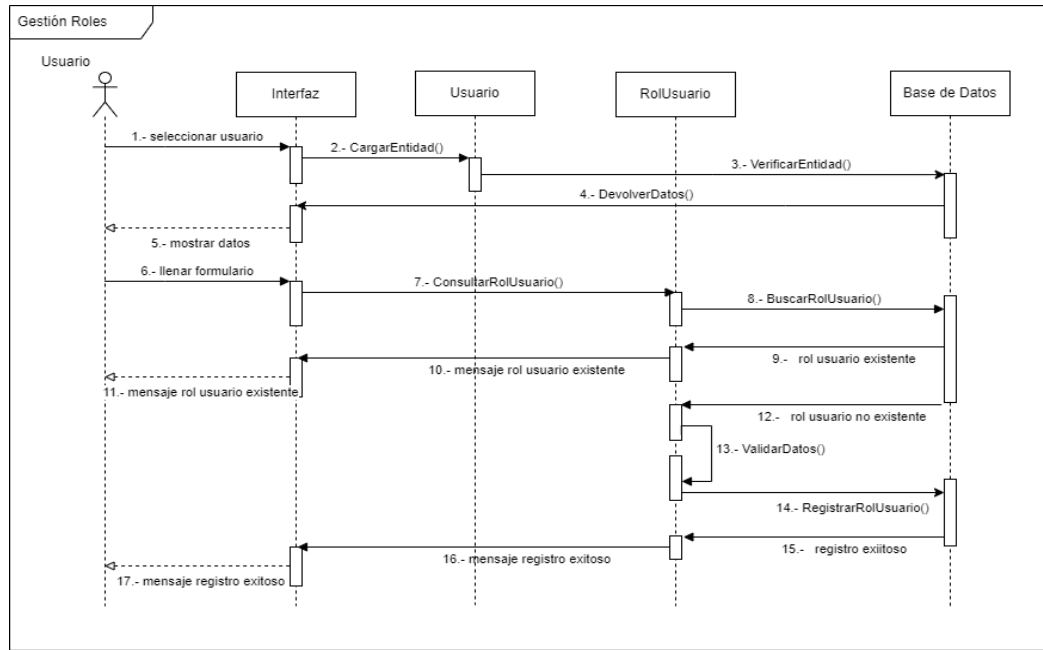 Gestión Roles
Usuario
Interfaz
Usuario
RolUsuario
Base de Datos
1.- seleccionar usuario
2.- CargarEntidad()
3.- VerificarEntidad()
4.- DevolverDatos()
5.- mostrar datos
6.- llenar formulario
7.- ConsultarRolUsuario()
8.- BuscarRolUsuario()
9.- rol usuario existente
10.- mensaje rol usuario existente
11.- mensaje rol usuario existente
12.- rol usuario no existente
13.- ValidarDatos()
14.- RegistrarRolUsuario()
15.- registro exiitoso
16.- mensaje registro exitoso
17.- mensaje registro exitoso